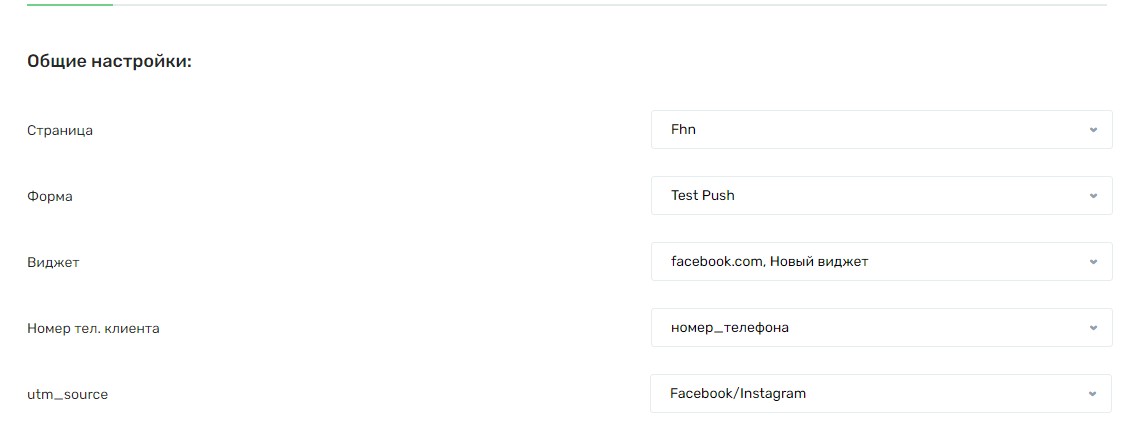 Общие настройки:
Страница
Fhn
Форма
Test Push
Виджет
facebook.com, Новый виджет
Номер тел. клиента
номер_телефона
utm_source
Facebook/Instagram